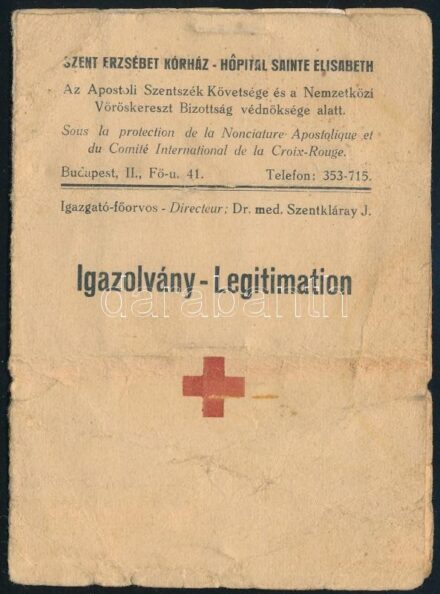 SZENT ERZSÉBET KÓRHÁZ - HÔPITAL SAINTE ELISABETH
Az Apostoli Szentszék Követsége és a Nemzetközi
Vöröskereszt Bizottság védnöksége alatt.
Sous la protection de la Nonciature Apostolique et
du Comité International de la Croix-Rouge.
Budapest, II., Fő-u. 41. Telefon: 353-715.
Igazgató-főorvos - Directeur; Dr. med. Szentkláray J.
Igazolvány - Legitimation
darabanth